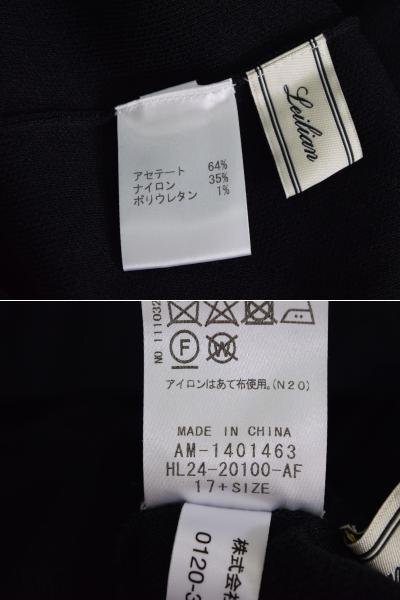 アセテート 64%
ナイロン 35%
ポリウレタン 1%
Leilian
NO 111032
F
W
アイロンはあて布使用。(N20)
MADE IN CHINA
AM-1401463
HL24-20100-AF
17+SIZE
株式会
0120-3